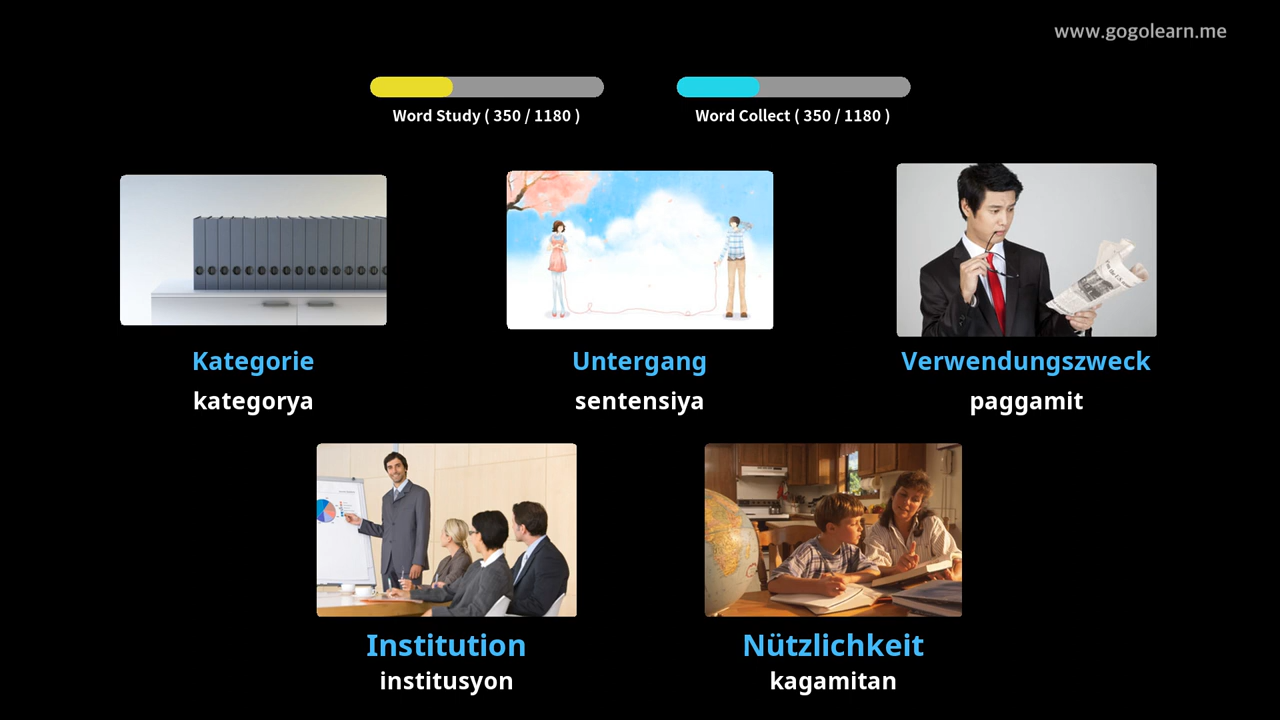 www.gogolearn.me
Word Study ( 350 / 1180 )
Word Collect ( 350 / 1180 )
Kategorie
kategorya
Untergang
sentensiya
Verwendungszweck
paggamit
Institution
institusyon
Nützlichkeit
kagamitan